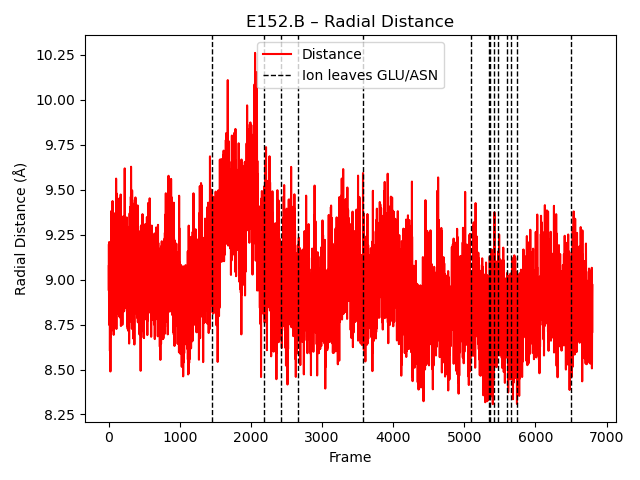 E152.B – Radial Distance
Distance
Ion leaves GLU/ASN
Radial Distance (Å)
10.25
10.00
9.75
9.50
9.25
9.00
8.75
8.50
8.25
0 1000 2000 3000 4000 5000 6000 7000
Frame